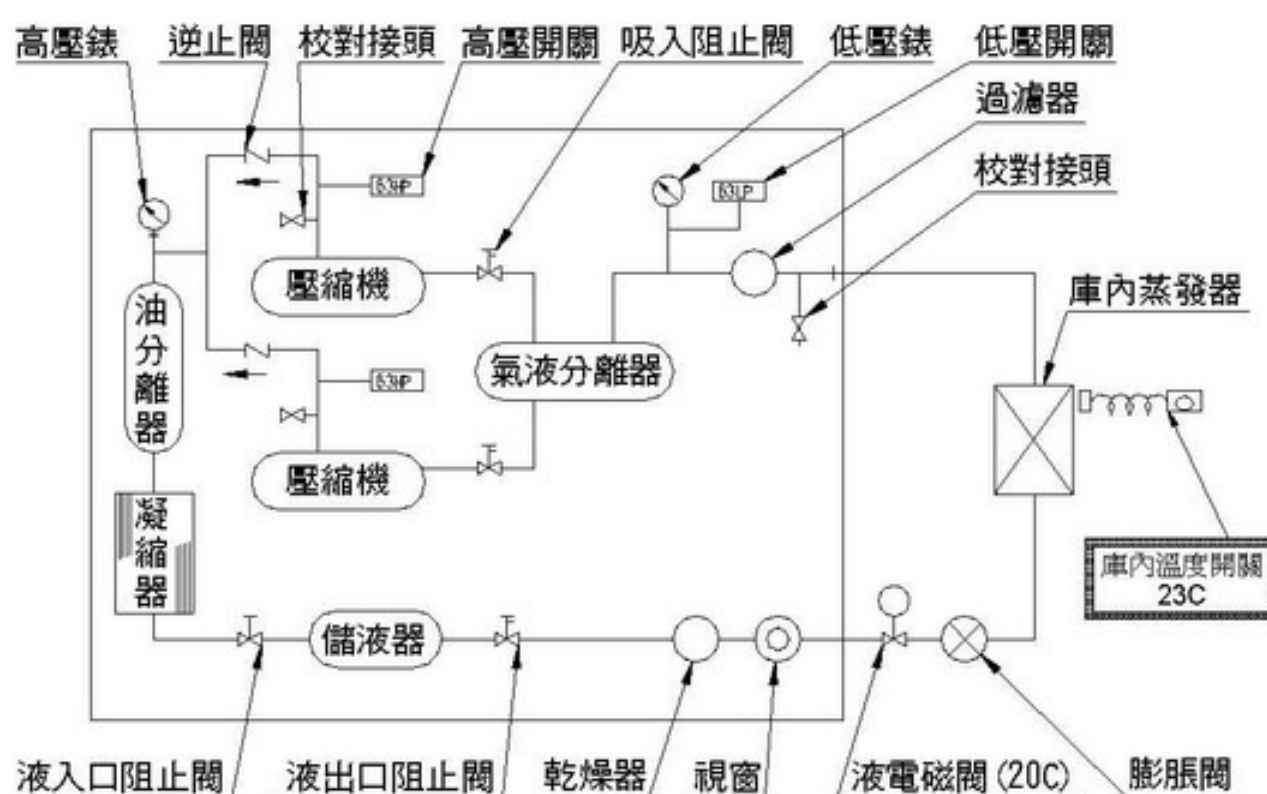 高壓錶 逆止閥 校對接頭 高壓開關 吸入阻止閥 低壓錶 低壓開關
過濾器
校對接頭
63HP
63LP
壓縮機
庫內蒸發器
油分離器
氣液分離器
63HP
壓縮機
凝縮器
庫內溫度開關
23C
儲液器
液入口阻止閥 液出口阻止閥 乾燥器 視窗 液電磁閥(20C) 膨脹閥